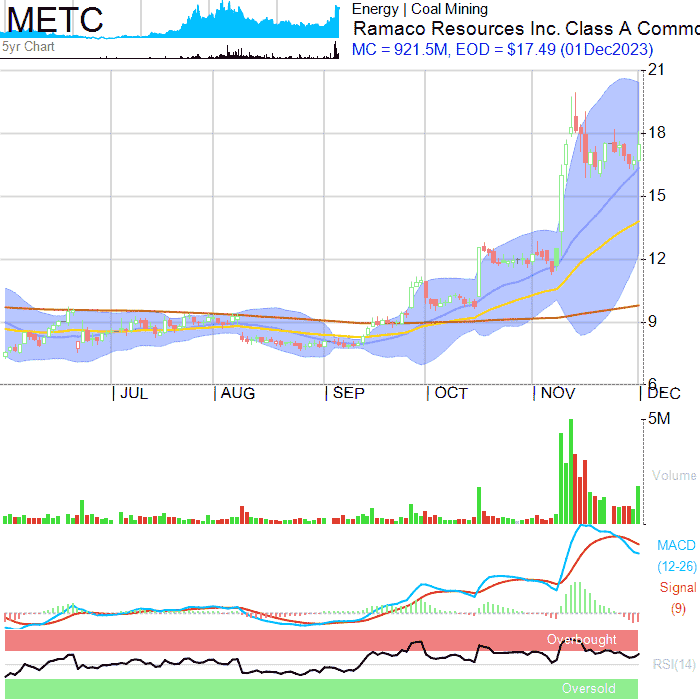 METC
5yr Chart
Energy | Coal Mining
Ramaco Resources Inc. Class A Commo
MC = 921.5M, EOD = $17.49 (01Dec2023)
21
18
15
12
9
6
JUL
AUG
SEP
OCT
NOV
DEC
5M
Volume
MACD
(12-26)
Signal
(9)
Overbought
RSI(14)
Oversold